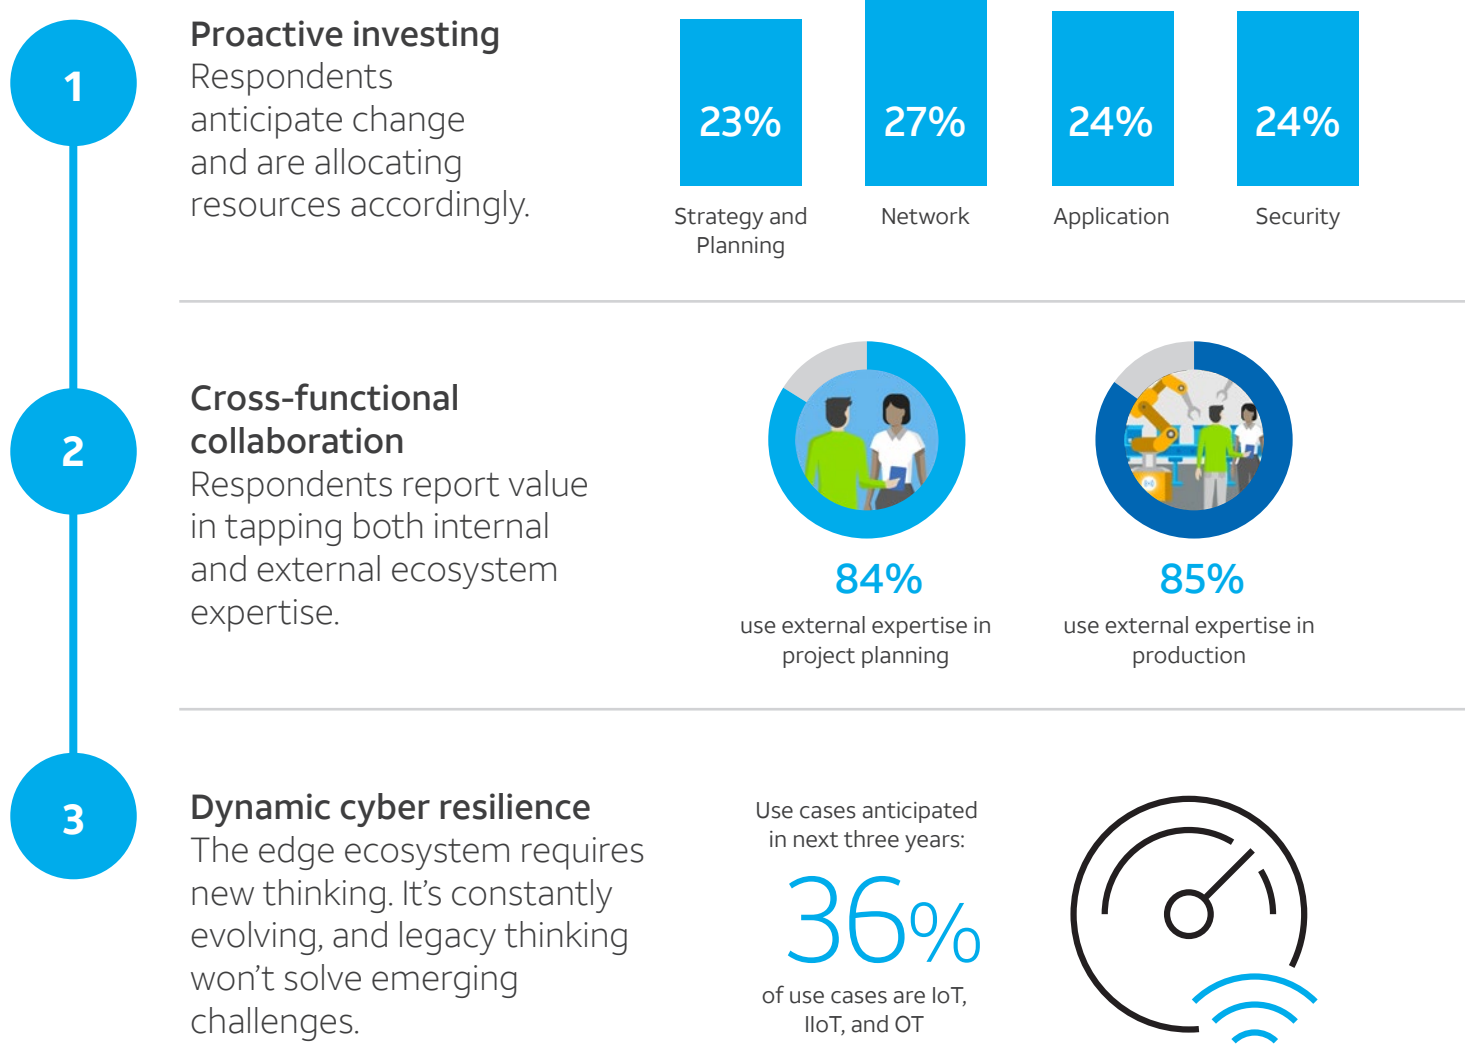 1
Proactive investing
Respondents
anticipate change
and are allocating
resources accordingly.
23%
27%
24%
24%
Strategy and
Planning
Network
Application
Security
2
Cross-functional
collaboration
Respondents report value
in tapping both internal
and external ecosystem
expertise.
84%
use external expertise in
project planning
85%
use external expertise in
production
3
Dynamic cyber resilience
The edge ecosystem requires
new thinking. It’s constantly
evolving, and legacy thinking
won’t solve emerging
challenges.
Use cases anticipated
in next three years:
36%
of use cases are IoT,
IIoT, and OT